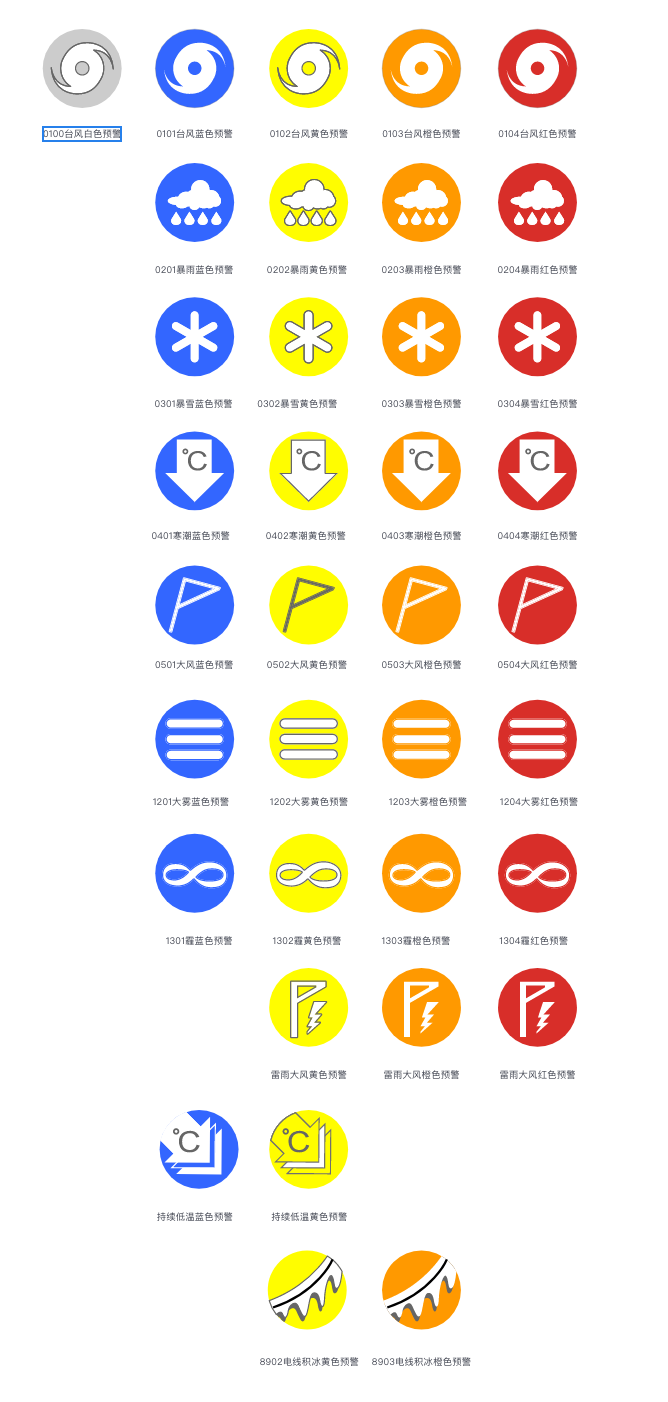 0100台风白色预警
0101台风蓝色预警
0102台风黄色预警
0103台风橙色预警
0104台风红色预警
0201暴雨蓝色预警
0202暴雨黄色预警
0203暴雨橙色预警
0204暴雨红色预警
0301暴雪蓝色预警
0302暴雪黄色预警
0303暴雪橙色预警
0304暴雪红色预警
℃
℃
℃
℃
0401寒潮蓝色预警
0402寒潮黄色预警
0403寒潮橙色预警
0404寒潮红色预警
0501大风蓝色预警
0502大风黄色预警
0503大风橙色预警
0504大风红色预警
1201大雾蓝色预警
1202大雾黄色预警
1203大雾橙色预警
1204大雾红色预警
1301霾蓝色预警
1302霾黄色预警
1303霾橙色预警
1304霾红色预警
雷雨大风黄色预警
雷雨大风橙色预警
雷雨大风红色预警
℃
℃
持续低温蓝色预警
持续低温黄色预警
8902电线积冰黄色预警
8903电线积冰橙色预警